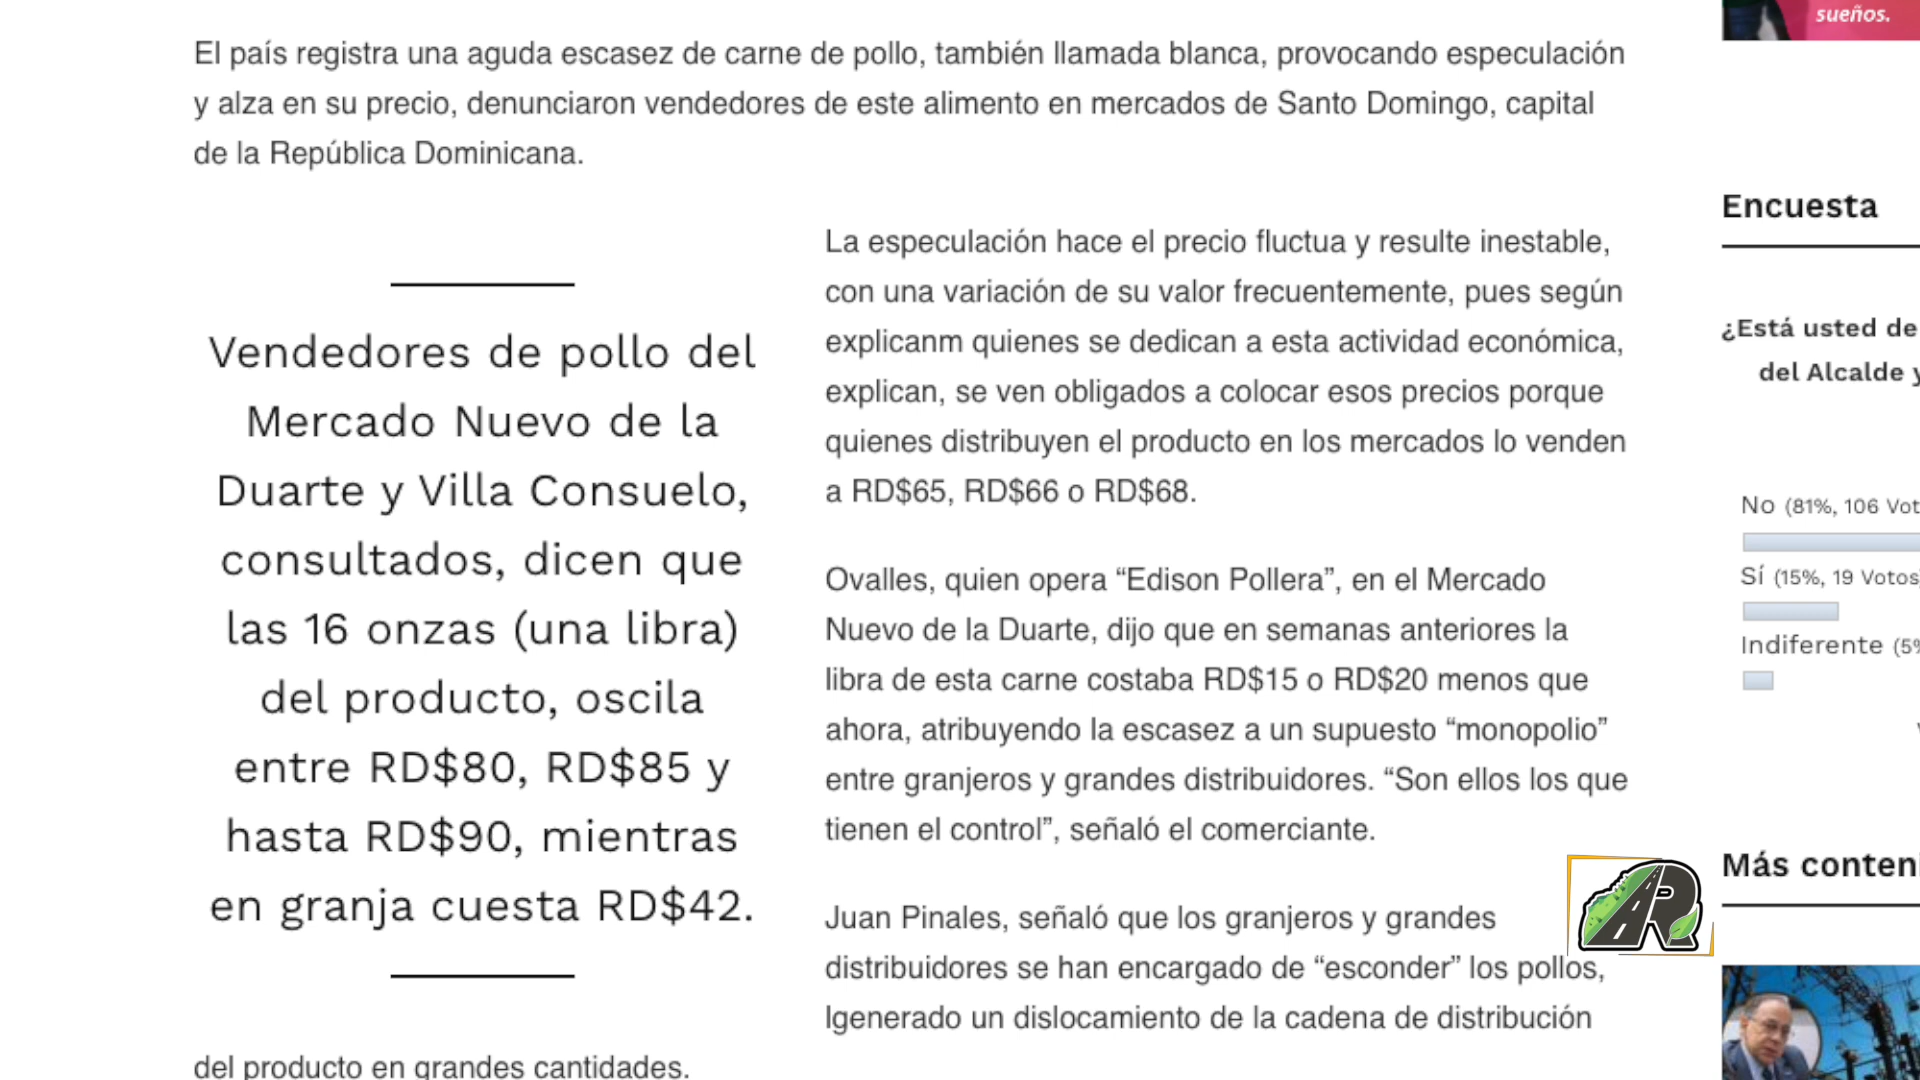 sueños.
El país registra una aguda escasez de carne de pollo, también llamada blanca, provocando especulación
y alza en su precio, denunciaron vendedores de este alimento en mercados de Santo Domingo, capital
de la República Dominicana.
Vendedores de pollo del
Mercado Nuevo de la
Duarte y Villa Consuelo,
consultados, dicen que
las 16 onzas (una libra)
del producto, oscila
entre RD$80, RD$85 y
hasta RD$90, mientras
en granja cuesta RD$42.
La especulación hace el precio fluctua y resulte inestable,
con una variación de su valor frecuentemente, pues según
explicanm quienes se dedican a esta actividad económica,
explican, se ven obligados a colocar esos precios porque
quienes distribuyen el producto en los mercados lo venden
a RD$65, RD$66 o RD$68.
Ovalles, quien opera “Edison Pollera”, en el Mercado
Nuevo de la Duarte, dijo que en semanas anteriores la
libra de esta carne costaba RD$15 o RD$20 menos que
ahora, atribuyendo la escasez a un supuesto “monopolio”
entre granjeros y grandes distribuidores. “Son ellos los que
tienen el control”, señaló el comerciante.
Juan Pinales, señaló que los granjeros y grandes
distribuidores se han encargado de “esconder” los pollos,
Igenerado un dislocamiento de la cadena de distribución
del producto en grandes cantidades.
Encuesta
¿Está usted de
del Alcalde y
No (81%, 106 Vot
Sí (15%, 19 Votos
Indiferente (5%
Más conteni